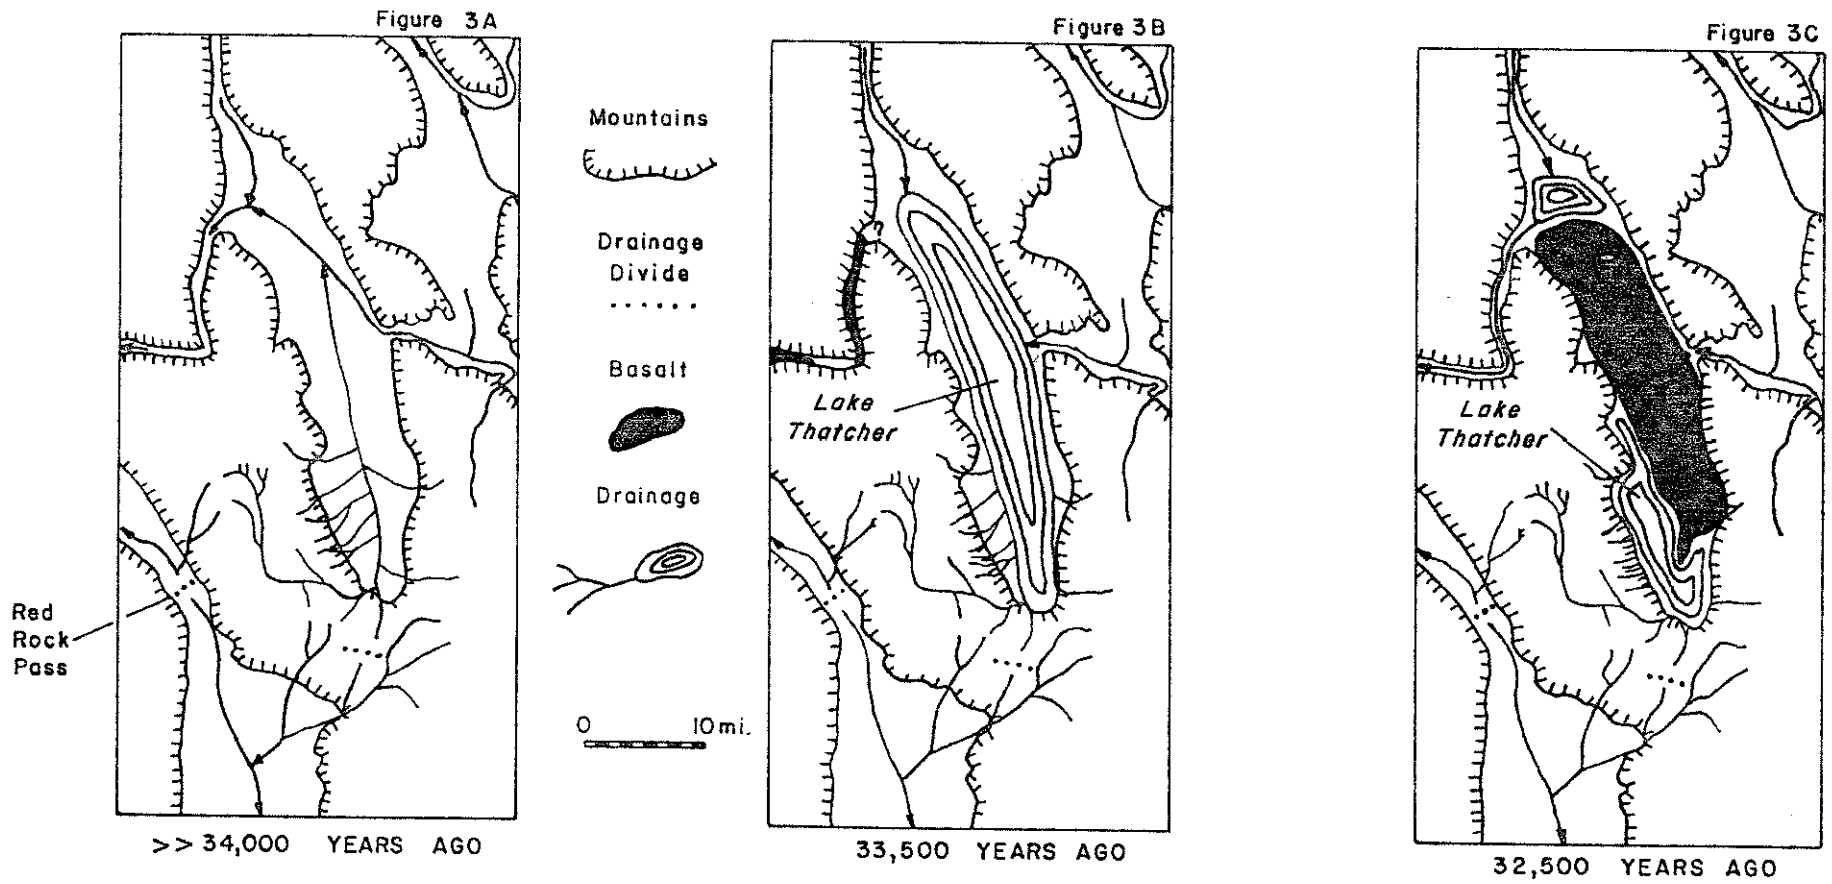 Figure 3A
Figure 3B
Figure 3C
Mountains
Drainage
Divide
Basalt
Drainage
0 10 mi.
Red
Rock
Pass
Lake
Thatcher
Lake
Thatcher
>> 34,000 YEARS AGO
33,500 YEARS AGO
32,500 YEARS AGO